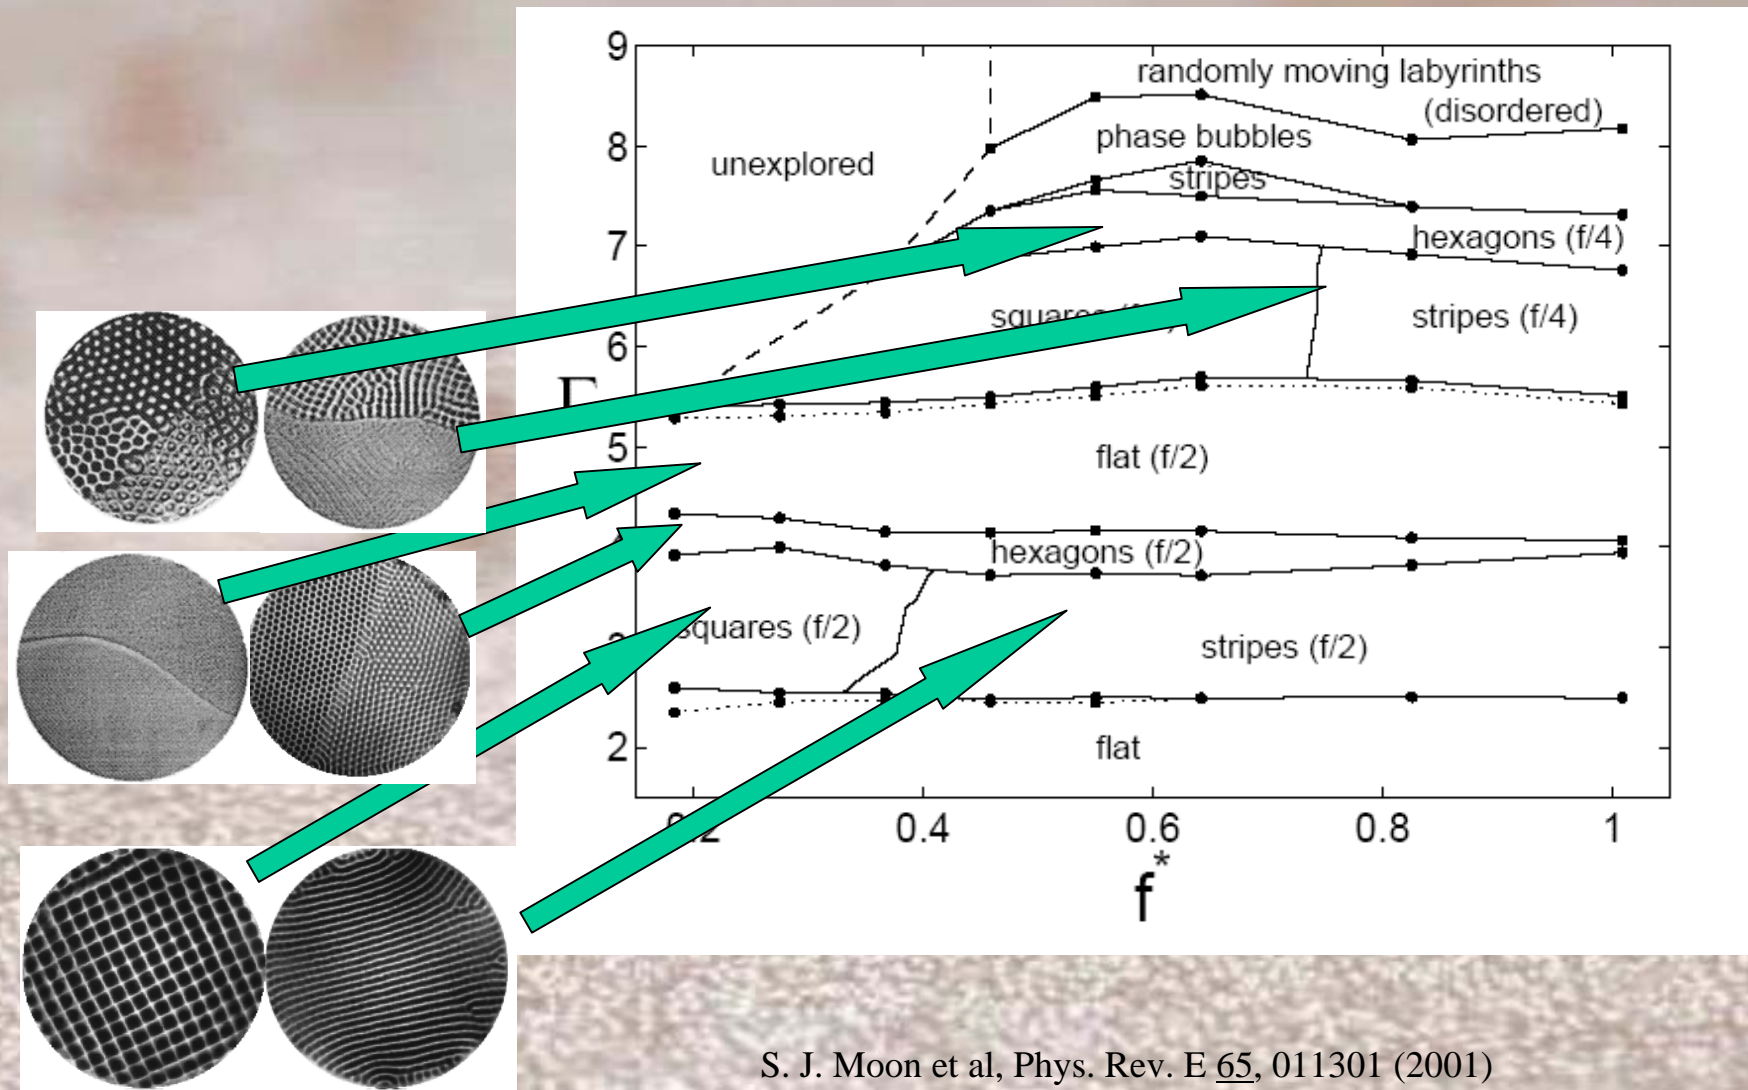 9
randomly moving labyrinths
(disordered)
8
phase bubbles
unexplored
stripes
7
hexagons (f/4)
stripes (f/4)
6
Γ
5
flat (f/2)
hexagons (f/2)
squares (f/2)
stripes (f/2)
2
flat
0.4
0.6
0.8
1
f*
S. J. Moon et al, Phys. Rev. E 65, 011301 (2001)